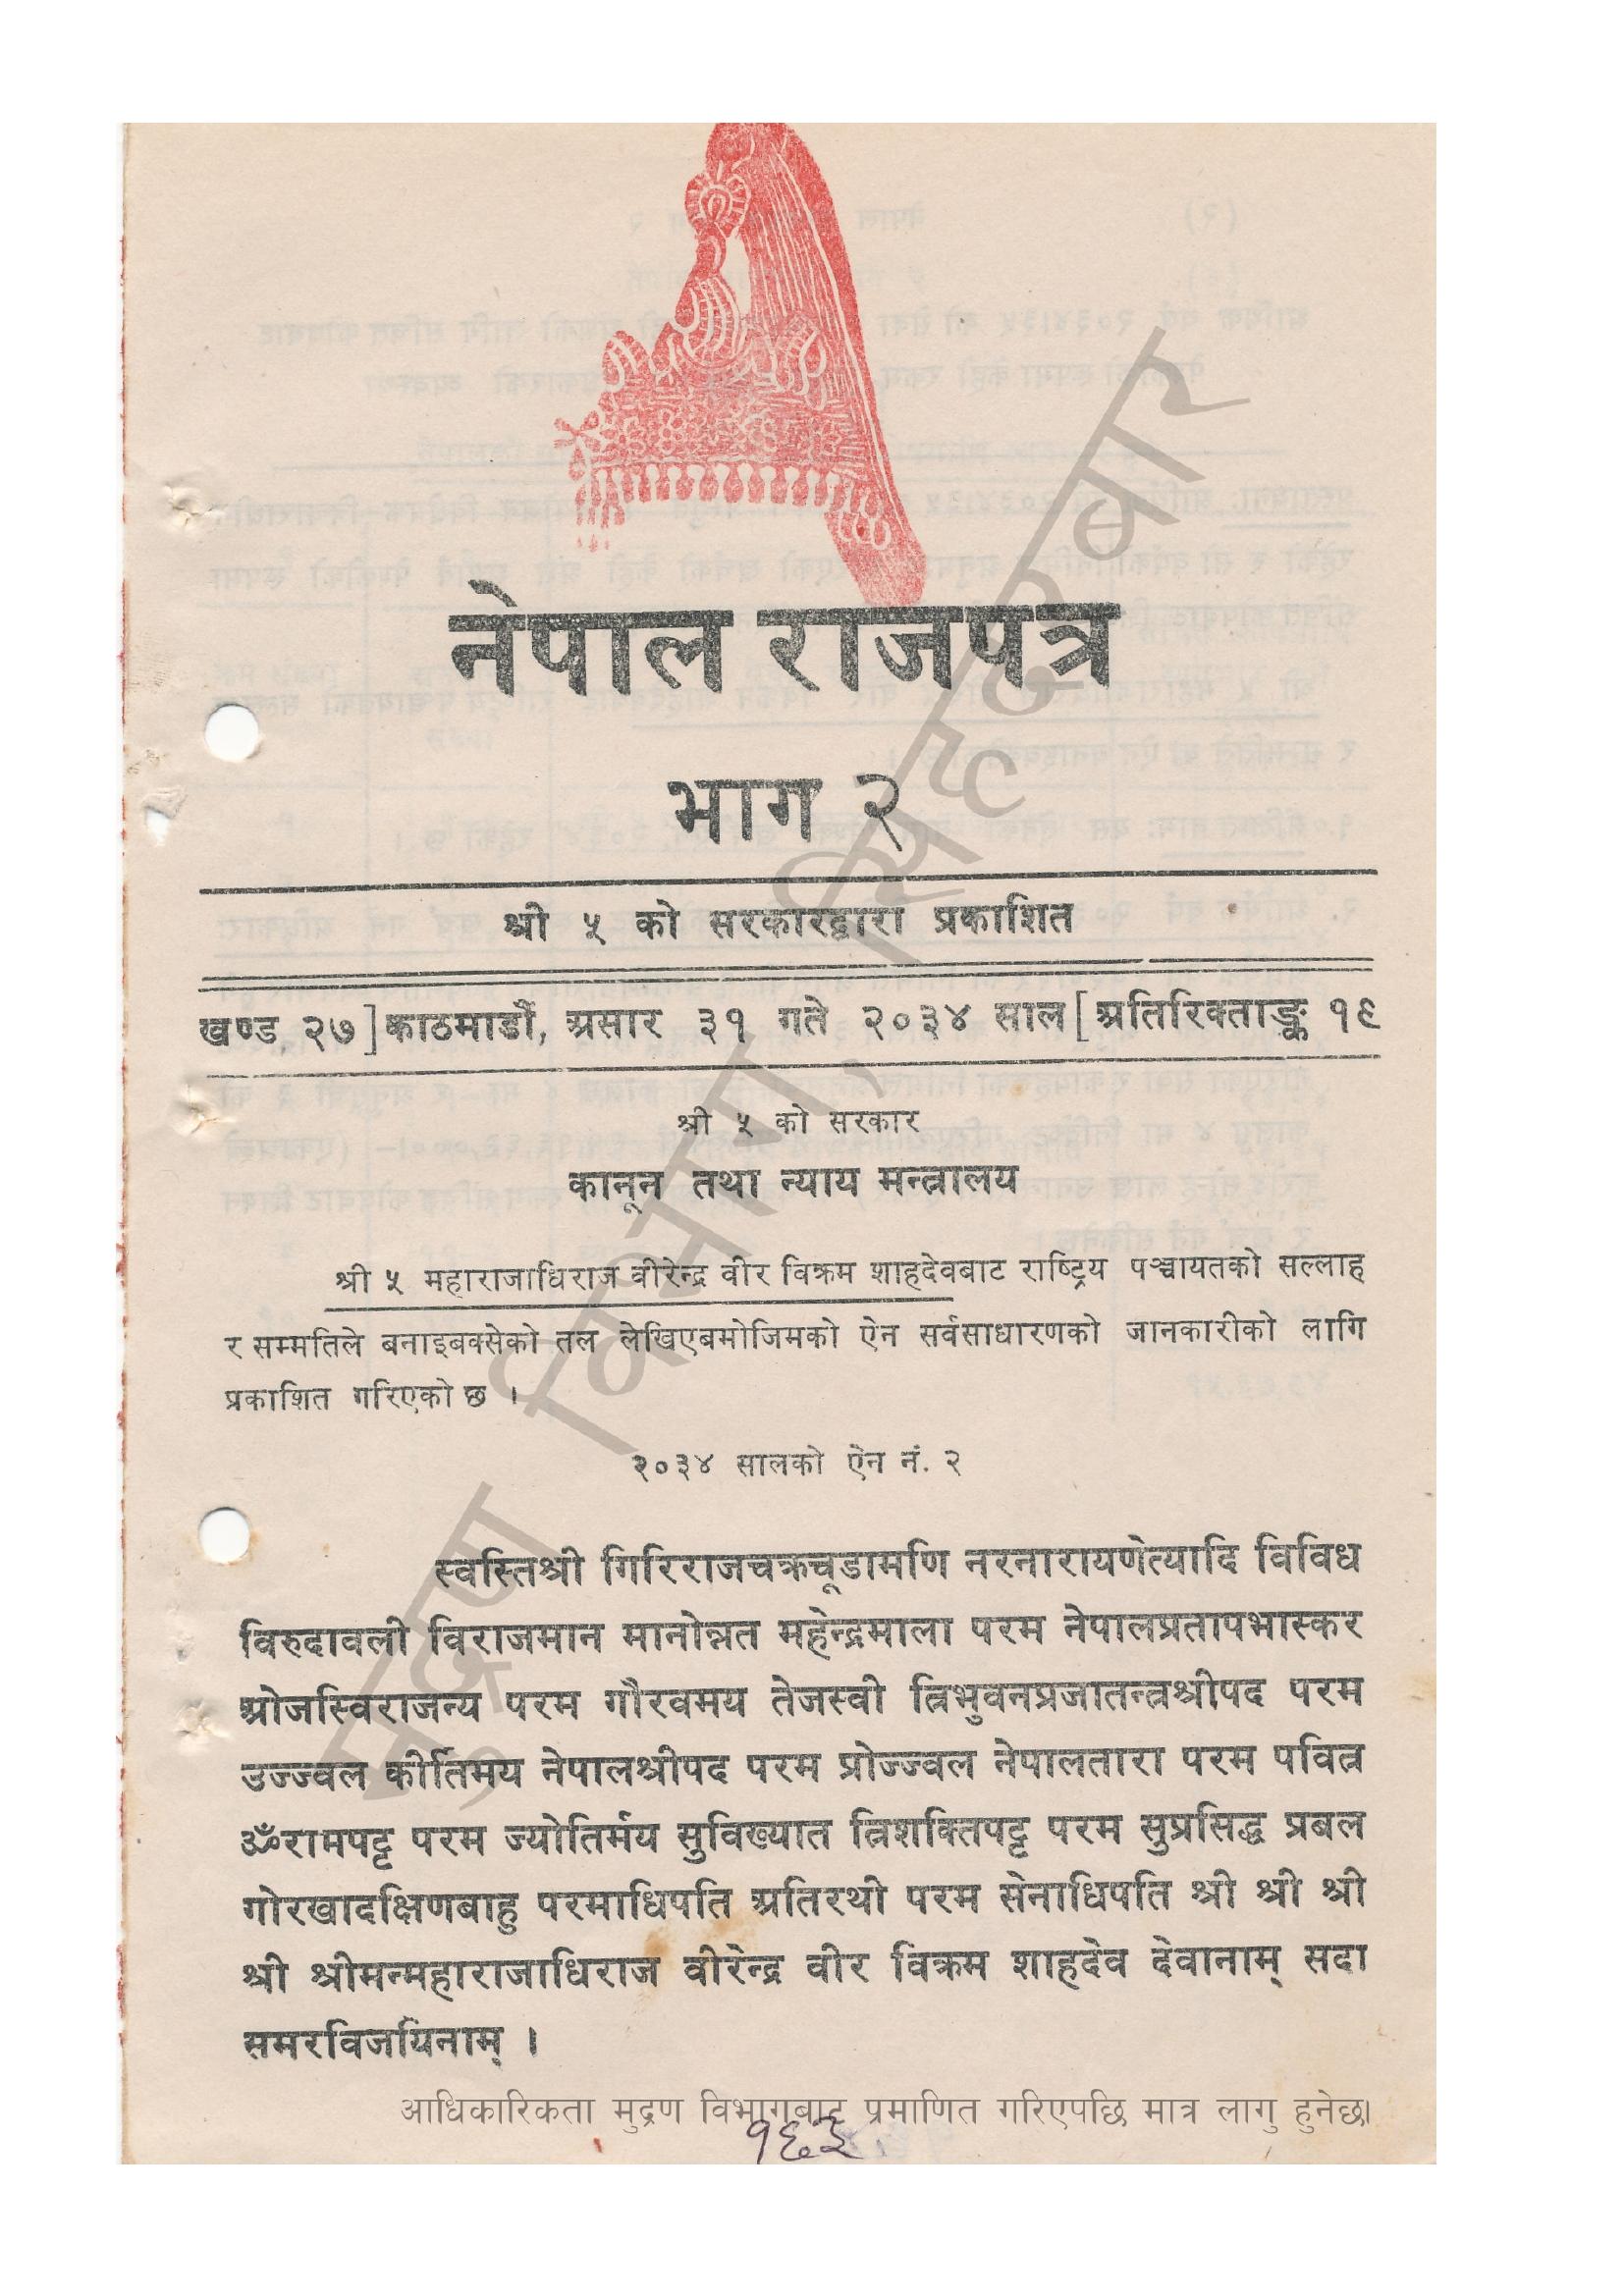 नेपाल राजपत्र
भाग २
श्री ५ को सरकारद्वारा प्रकाशित
खण्ड २७] काठमाडौं, असार ३१ गते २०३४ साल [ अतिरिक्ताङ्क १९
श्री ५ को सरकार
कानून तथा न्याय मन्त्रालय
श्री ५ महाराजाधिराज वीरेन्द्र वीर विक्रम शाहदेवबाट राष्ट्रिय पञ्चायतको सल्लाह
र सम्मतिले बनाइबक्सेको तल लेखिएबमोजिमको ऐन सर्वसाधारणको जानकारीको लागि
प्रकाशित गरिएको छ ।
२०३४ सालको ऐन नं. २
स्वस्तिश्री गिरिराजचक्रचूडामणि नरनारायणेत्यादि विविध
विरुदावली विराजमान मानोन्नत महेन्द्रमाला परम नेपालप्रतापभास्कर
ओजस्विराजन्य परम गौरवमय तेजस्वी त्रिभुवनप्रजातन्त्रश्रीपद परम
उज्ज्वल कीर्तिमय नेपालश्रीपद परम प्रोज्ज्वल नेपालतारा परम पवित्र
ॐरामपट्ट परम ज्योतिर्मय सुविख्यात त्रिशक्तिपट्ट परम सुप्रसिद्ध प्रबल
गोरखादक्षिणबाहु परमाधिपति अतिरथी परम सेनाधिपति श्री श्री श्री
श्री श्रीमन्महाराजाधिराज वीरेन्द्र वीर विक्रम शाहदेव देवानाम् सदा
समरविजयिनाम् ।
आधिकारिकता मुद्रण विभागबाट प्रमाणित गरिएपछि मात्र लागु हुनेछ।
१६३
मुद्रण विभाग, सिंहदरबार